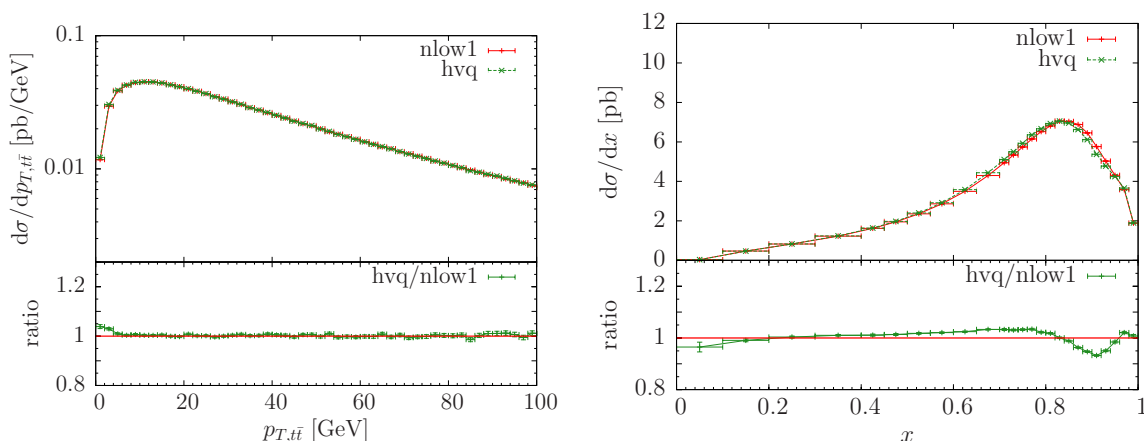 0.1
0.01
dσ/dp_{T,tt̄} [pb/GeV]
nlow1
hvq
1.2
1
0.8
ratio
hvq/nlow1
0 20 40 60 80 100
p_{T,tt̄} [GeV]
12
10
8
6
4
2
0
dσ/dx [pb]
nlow1
hvq
1.2
1
0.8
ratio
hvq/nlow1
0 0.2 0.4 0.6 0.8 1
x